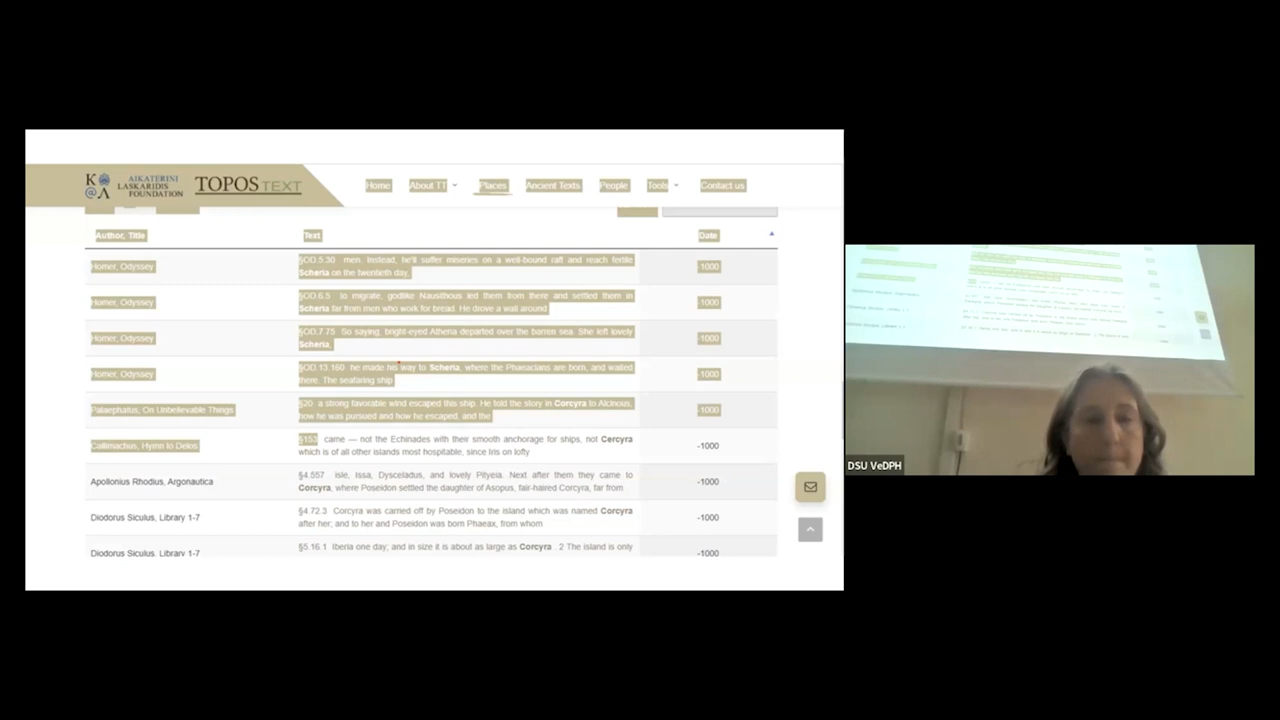 K
@A
AIKATERINI
LASKARIDIS
FOUNDATION
TOPOS TEXT
Home About TT Places Ancient Texts People Tools Contact us
Author, Title Text Date
Homer, Odyssey §OD.5.30 men. Instead, he'll suffer miseries on a well-bound raft and reach fertile -1000
Scheria on the twentieth day,
Homer, Odyssey §OD.6.5 to migrate, godlike Nausithous led them from there and settled them in -1000
Scheria far from men who work for bread. He drove a wall around
Homer, Odyssey §OD.7.75 So saying, bright-eyed Athena departed over the barren sea. She left lovely -1000
Scheria,
Homer, Odyssey §OD.13.160 he made his way to Scheria, where the Phaeacians are born, and waited -1000
there. The seafaring ship
Palaephatus, On Unbelievable Things §20 a strong favorable wind escaped this ship. He told the story in Corcyra to Alcinous, -1000
how he was pursued and how he escaped, and the
Callimachus, Hymn to Delos §153 came — not the Echinades with their smooth anchorage for ships, not Cercyra -1000
which is of all other islands most hospitable, since Iris on lofty
Apollonius Rhodius, Argonautica §4.557 isle, Issa, Dysceladus, and lovely Pityeia. Next after them they came to -1000
Corcyra, where Poseidon settled the daughter of Asopus, fair-haired Corcyra, far from
Diodorus Siculus, Library 1-7 §4.72.3 Corcyra was carried off by Poseidon to the island which was named Corcyra -1000
after her; and to her and Poseidon was born Phaeax, from whom
Diodorus Siculus, Library 1-7 §5.16.1 Iberia one day; and in size it is about as large as Corcyra . 2 The island is only -1000
DSU VeDPH